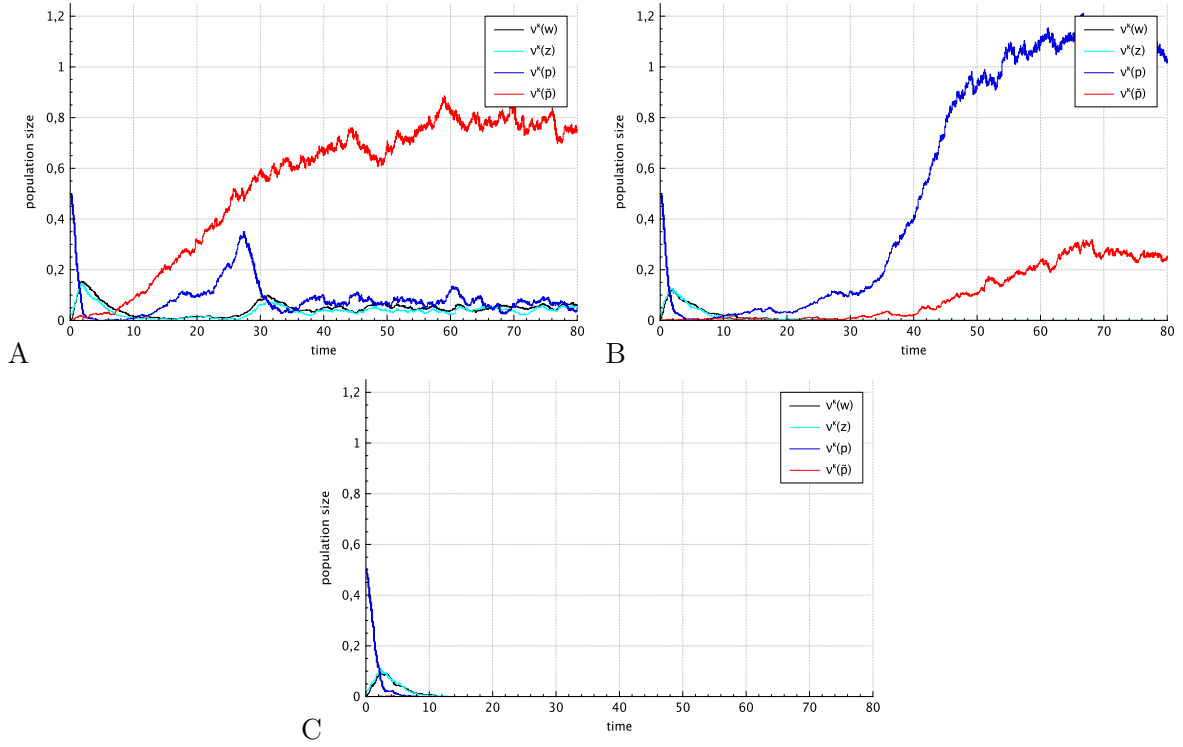 1,2
1
0,8
0,6
0,4
0,2
0
population size
0 10 20 30 40 50 60 70 80
time
νᴷ(w)
νᴷ(z)
νᴷ(p)
νᴷ(p̃)
A
1,2
1
0,8
0,6
0,4
0,2
0
population size
0 10 20 30 40 50 60 70 80
time
νᴷ(w)
νᴷ(z)
νᴷ(p)
νᴷ(p̃)
B
1,2
1
0,8
0,6
0,4
0,2
0
population size
0 10 20 30 40 50 60 70 80
time
νᴷ(w)
νᴷ(z)
νᴷ(p)
νᴷ(p̃)
C